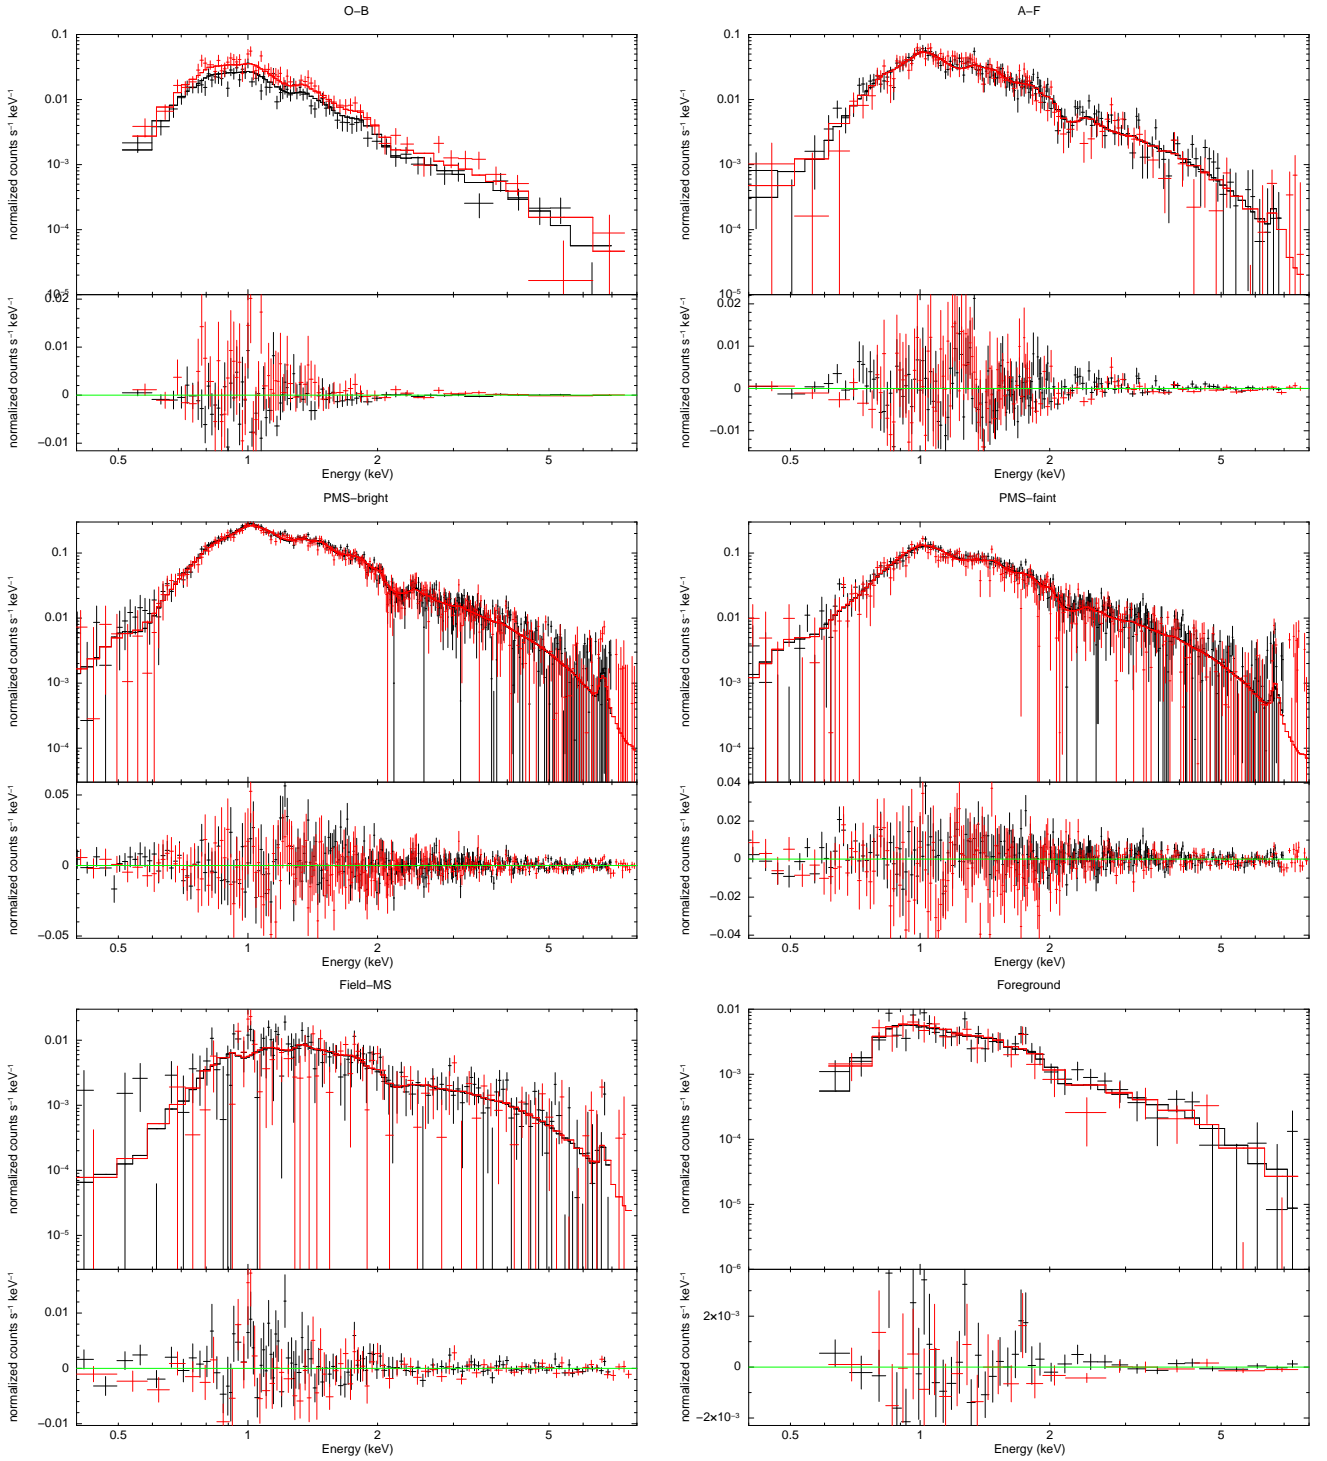 O−B
normalized counts s⁻¹ keV⁻¹
0.1
0.01
10⁻³
10⁻⁴
10⁻⁵
normalized counts s⁻¹ keV⁻¹
0.02
0.01
0
−0.01
0.5 1 2 5
Energy (keV)
A−F
normalized counts s⁻¹ keV⁻¹
0.1
0.01
10⁻³
10⁻⁴
10⁻⁵
normalized counts s⁻¹ keV⁻¹
0.02
0.01
0
−0.01
0.5 1 2 5
Energy (keV)
PMS−bright
normalized counts s⁻¹ keV⁻¹
0.1
0.01
10⁻³
10⁻⁴
normalized counts s⁻¹ keV⁻¹
0.05
0
−0.05
0.5 1 2 5
Energy (keV)
PMS−faint
normalized counts s⁻¹ keV⁻¹
0.1
0.01
10⁻³
10⁻⁴
normalized counts s⁻¹ keV⁻¹
0.04
0.02
0
−0.02
−0.04
0.5 1 2 5
Energy (keV)
Field−MS
normalized counts s⁻¹ keV⁻¹
0.01
10⁻³
10⁻⁴
10⁻⁵
normalized counts s⁻¹ keV⁻¹
0.01
0
−0.01
0.5 1 2 5
Energy (keV)
Foreground
normalized counts s⁻¹ keV⁻¹
0.01
10⁻³
10⁻⁴
10⁻⁵
10⁻⁶
normalized counts s⁻¹ keV⁻¹
2×10⁻³
0
−2×10⁻³
0.5 1 2 5
Energy (keV)